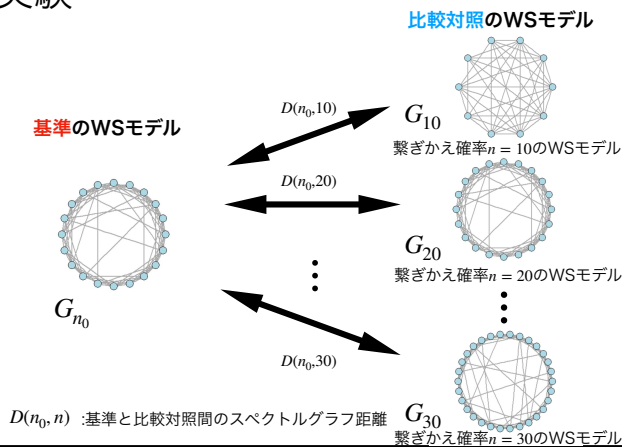 比較対照のWSモデル
基準のWSモデル
D(n₀,10)
G₁₀
繋ぎかえ確率n = 10のWSモデル
D(n₀,20)
G₂₀
繋ぎかえ確率n = 20のWSモデル
Gₙ₀
D(n₀,30)
D(n₀, n) :基準と比較対照間のスペクトルグラフ距離
G₃₀
繋ぎかえ確率n = 30のWSモデル